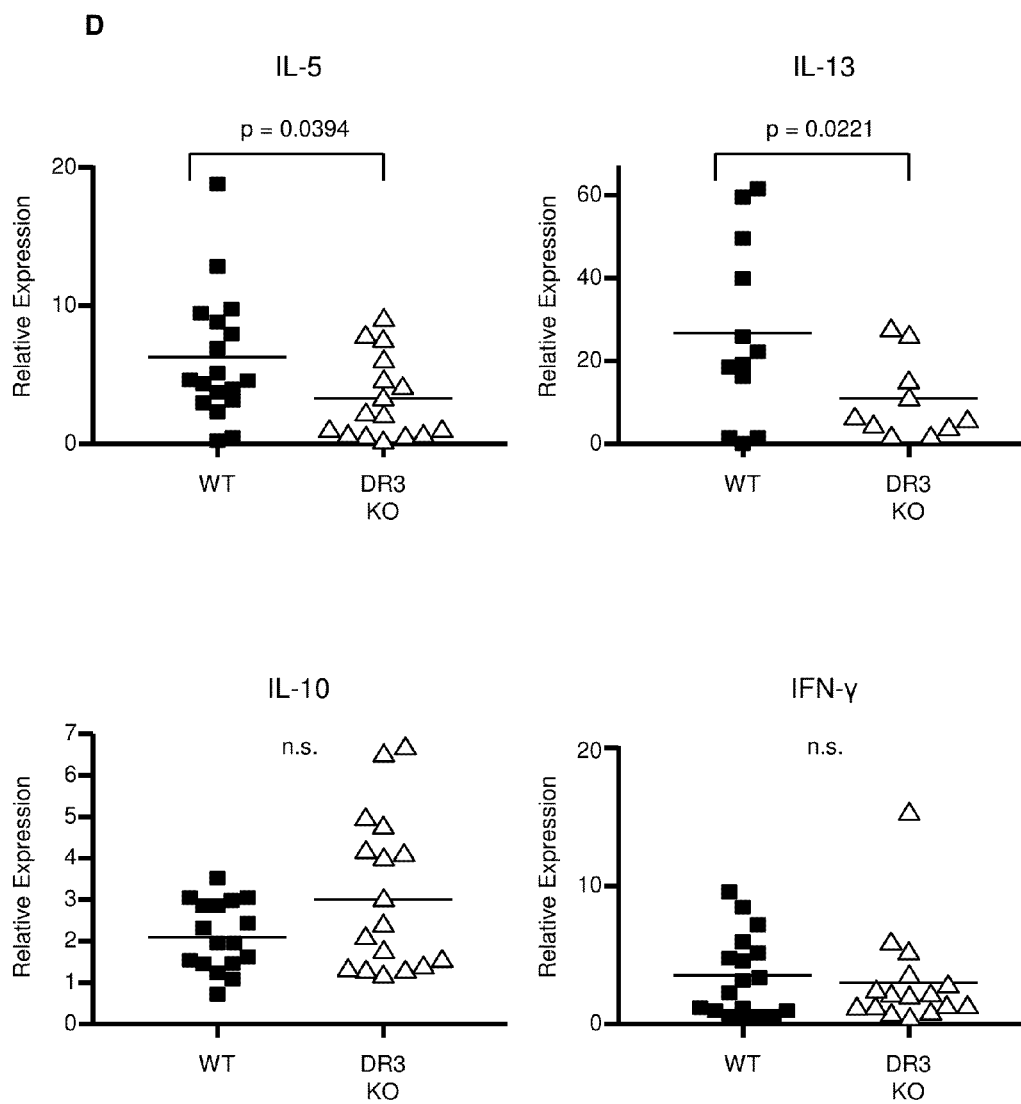 D
IL-5
p = 0.0394
Relative Expression
20
10
0
WT
DR3
KO
IL-13
p = 0.0221
Relative Expression
60
40
20
0
WT
DR3
KO
IL-10
n.s.
Relative Expression
7
6
5
4
3
2
1
0
WT
DR3
KO
IFN-γ
n.s.
Relative Expression
20
10
0
WT
DR3
KO